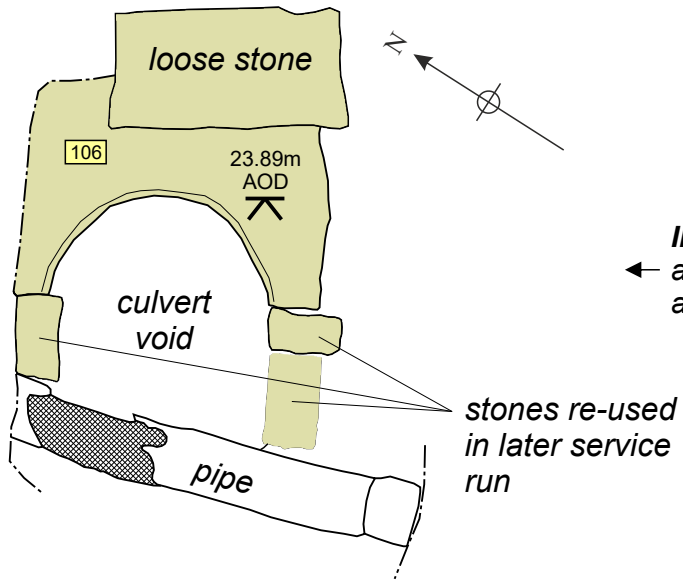 loose stone
N
106
23.89m
AOD
culvert
void
stones re-used
in later service
run
pipe